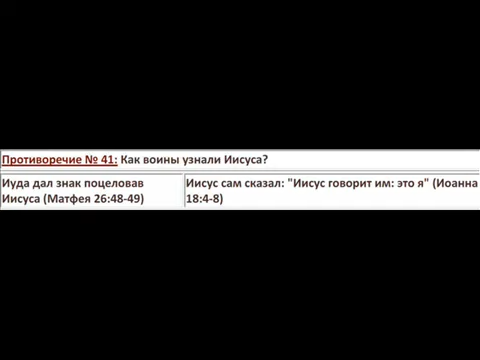 Противоречие № 41: Как воины узнали Иисуса?
Иуда дал знак поцеловав
Иисуса (Матфея 26:48-49)
Иисус сам сказал: "Иисус говорит им: это я" (Иоанна
18:4-8)